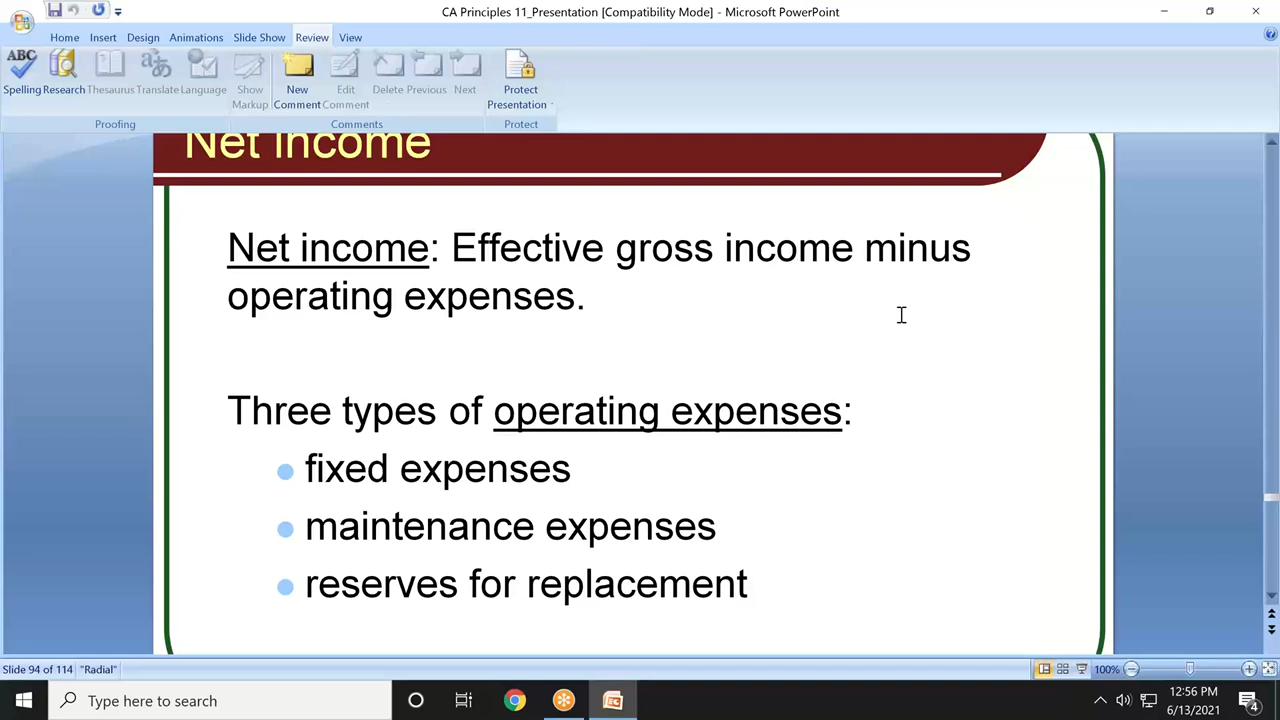 CA Principles 11_Presentation [Compatibility Mode] - Microsoft PowerPoint
Home Insert Design Animations Slide Show Review View
ABC
Spelling Research Thesaurus Translate Language Show Markup New Comment Edit Comment Delete Previous Next Protect Presentation
Proofing Comments Protect
Net Income
Net income: Effective gross income minus
operating expenses.
Three types of operating expenses:
fixed expenses
maintenance expenses
reserves for replacement
Slide 94 of 114 "Radial" 100%
Type here to search
12:56 PM
6/13/2021
4